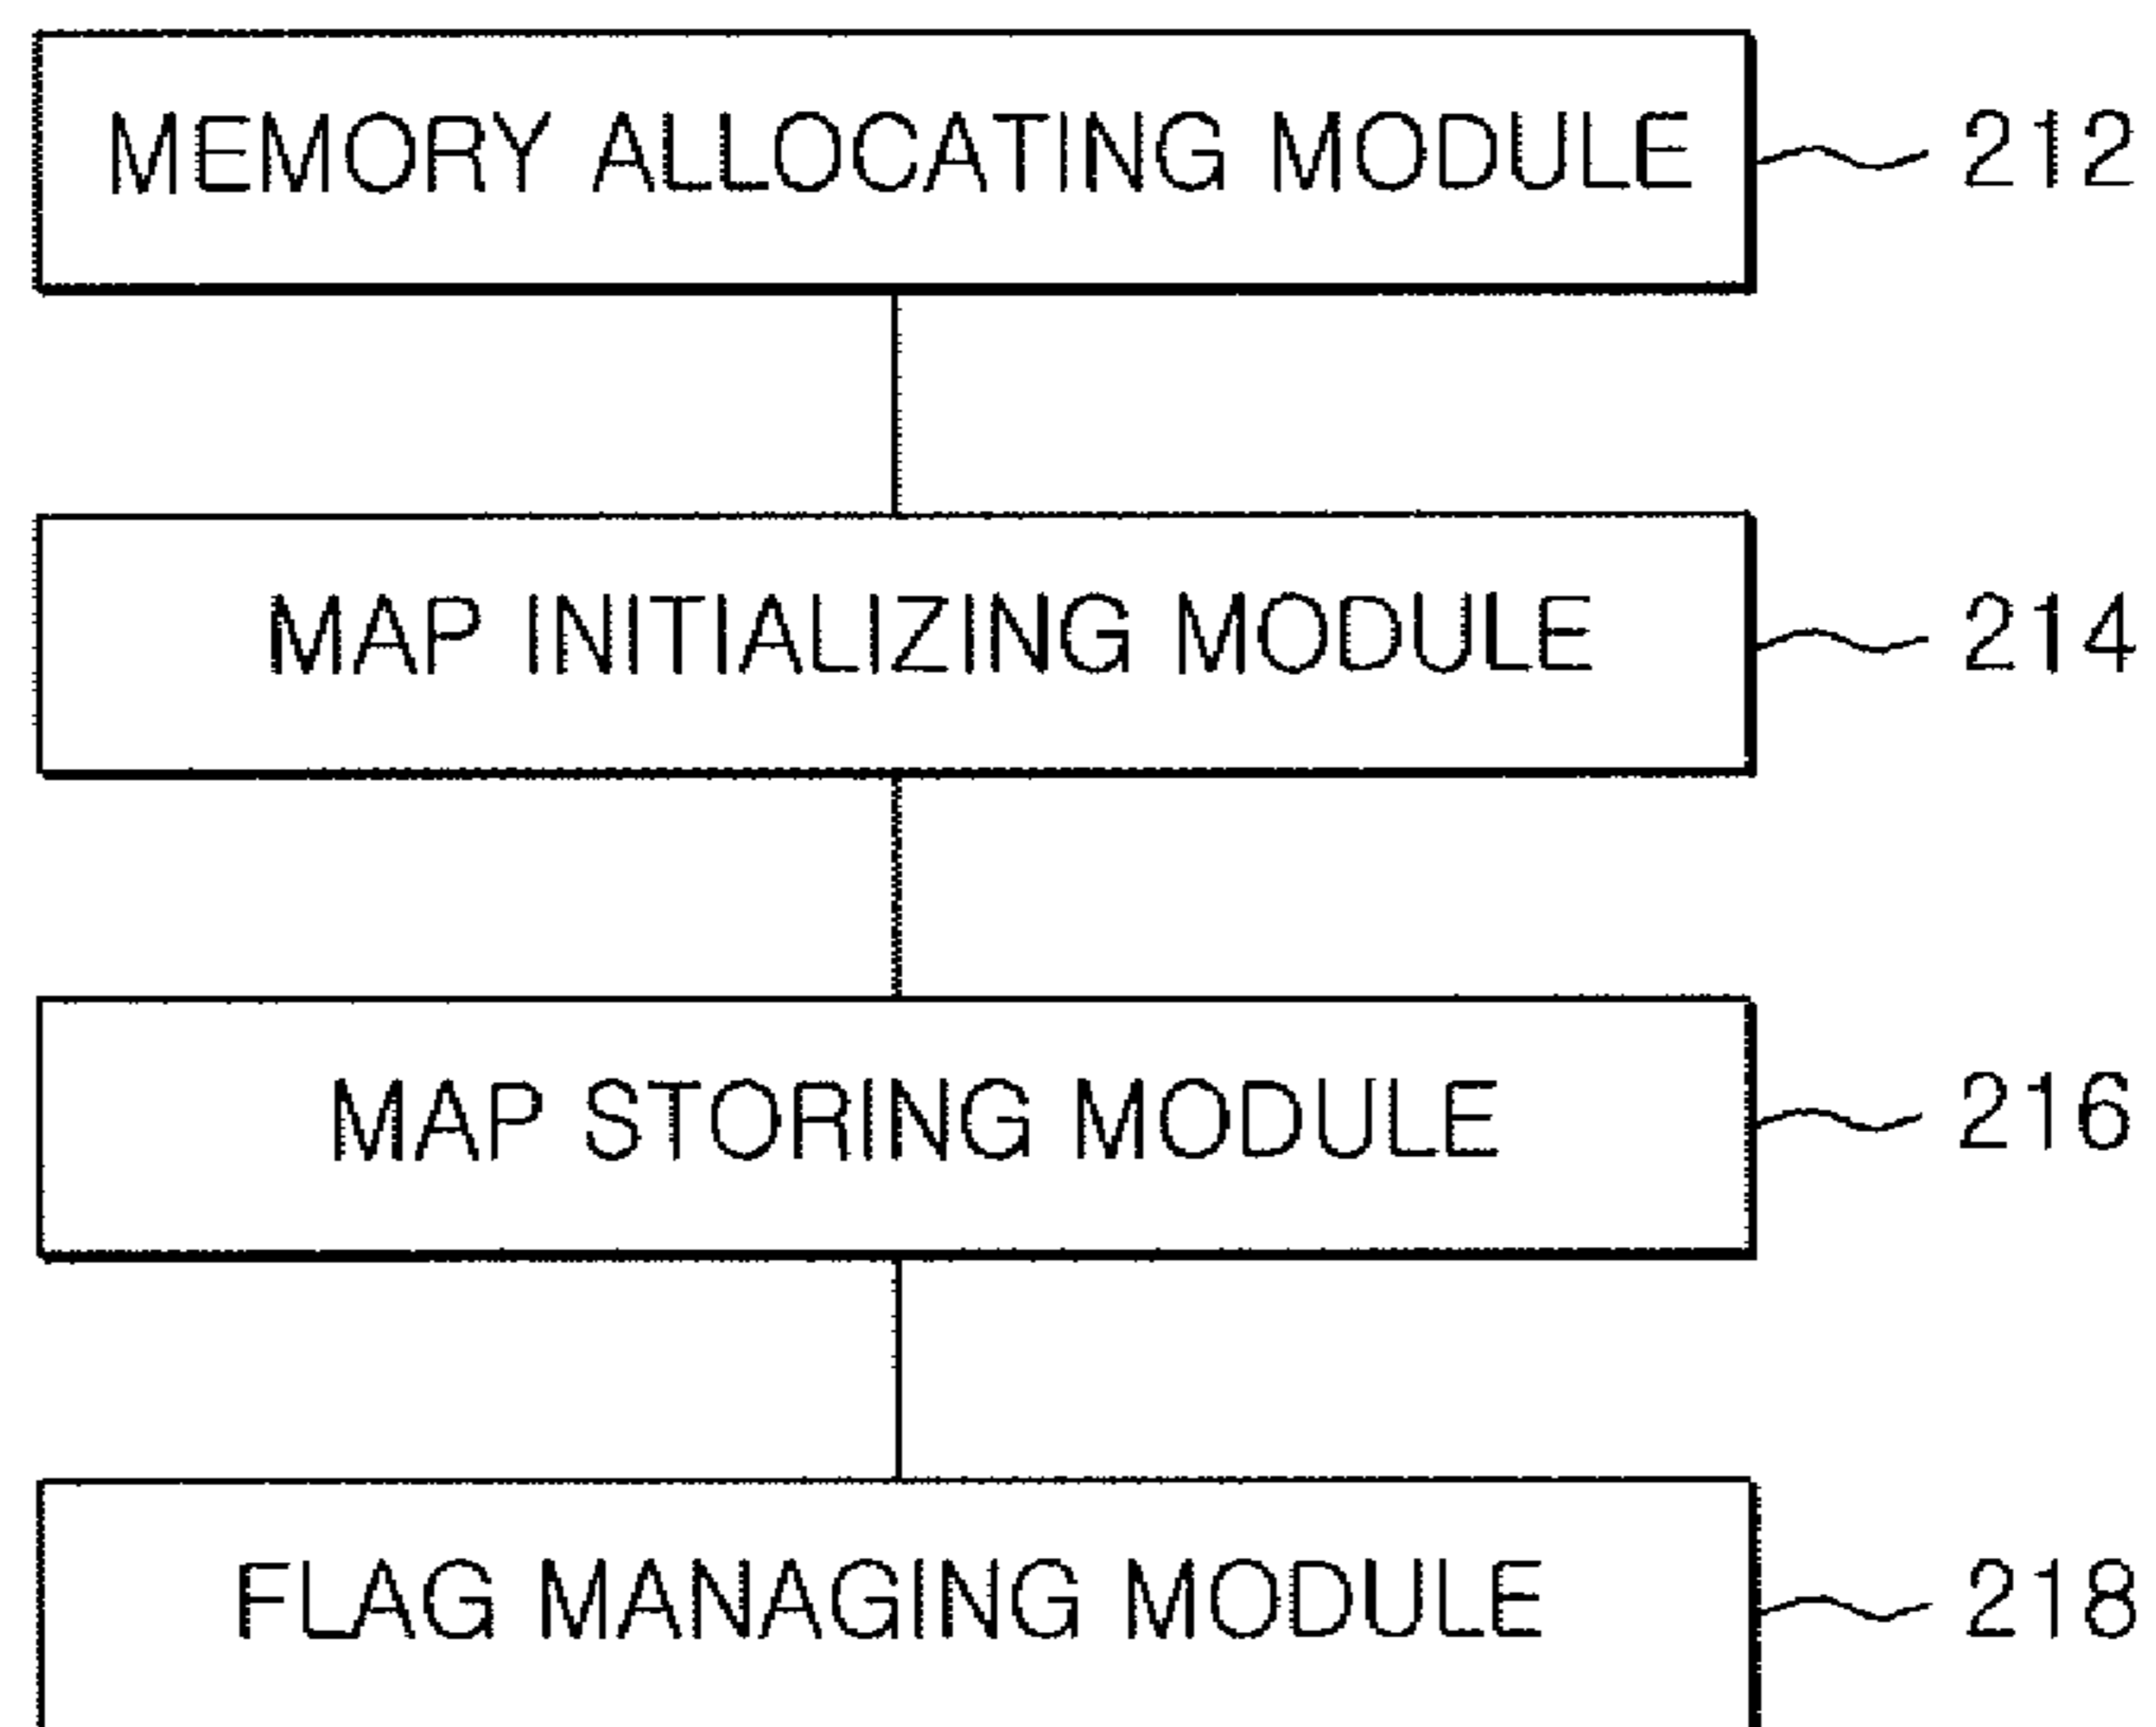 MEMORY ALLOCATING MODULE 212
MAP INITIALIZING MODULE 214
MAP STORING MODULE 216
FLAG MANAGING MODULE 218